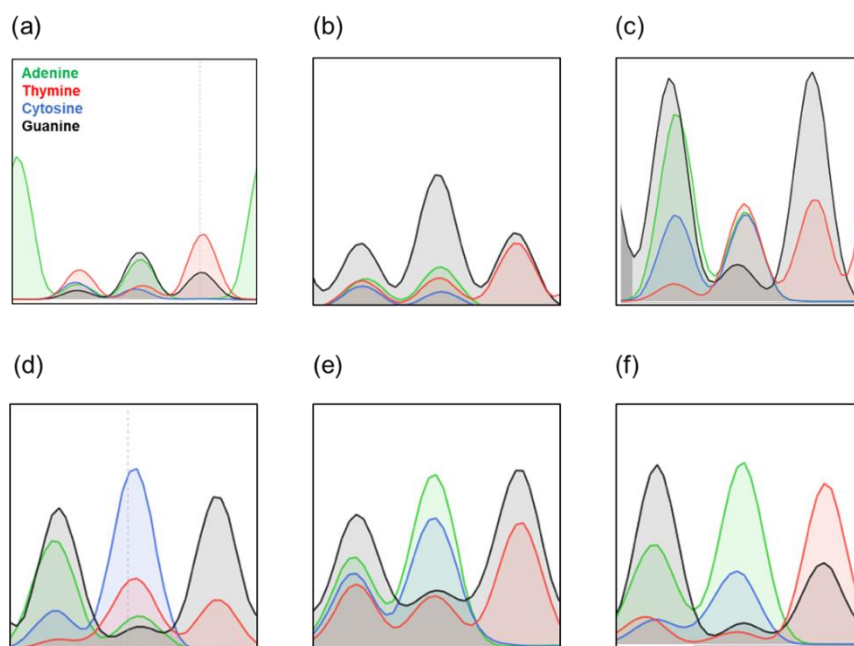 (a)
(b)
(c)
Adenine
Thymine
Cytosine
Guanine
(d)
(e)
(f)